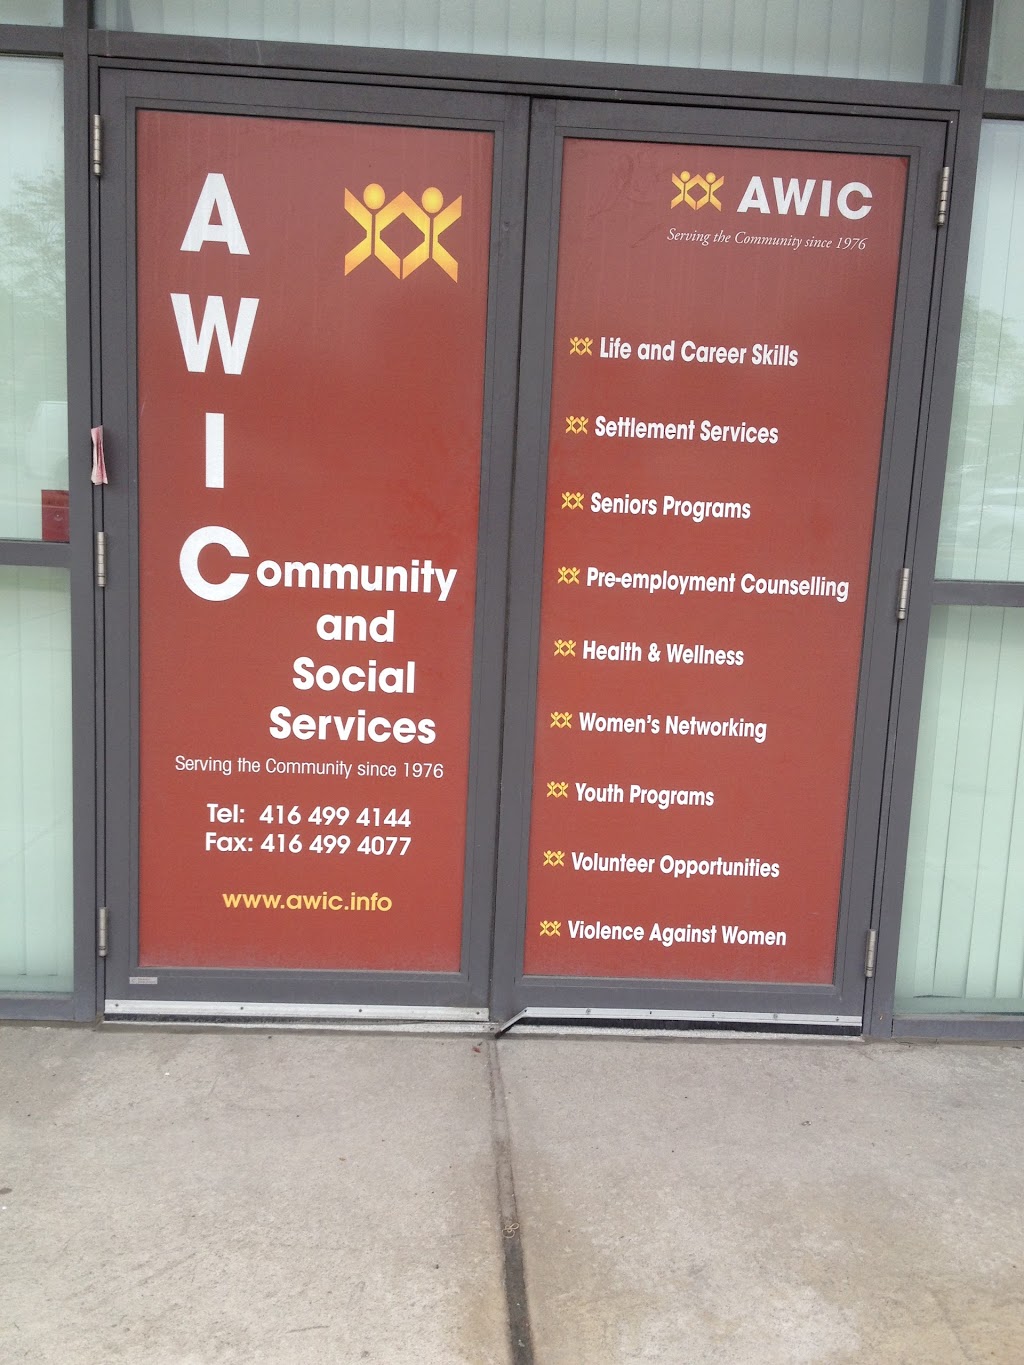 A
W
I
Community
and
Social
Services
Serving the Community since 1976
Tel: 416 499 4144
Fax: 416 499 4077
www.awic.info
AWIC
Serving the Community since 1976
Life and Career Skills
Settlement Services
Seniors Programs
Pre-employment Counselling
Health & Wellness
Women's Networking
Youth Programs
Volunteer Opportunities
Violence Against Women